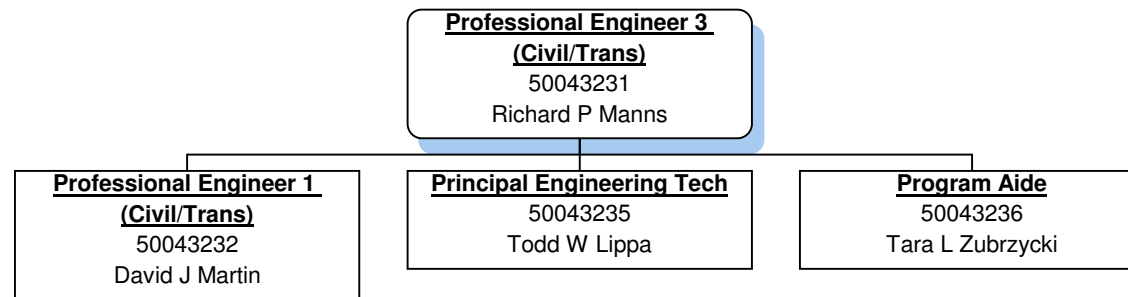 Professional Engineer 3
(Civil/Trans)
50043231
Richard P Manns
Professional Engineer 1
(Civil/Trans)
50043232
David J Martin
Principal Engineering Tech
50043235
Todd W Lippa
Program Aide
50043236
Tara L Zubrzycki